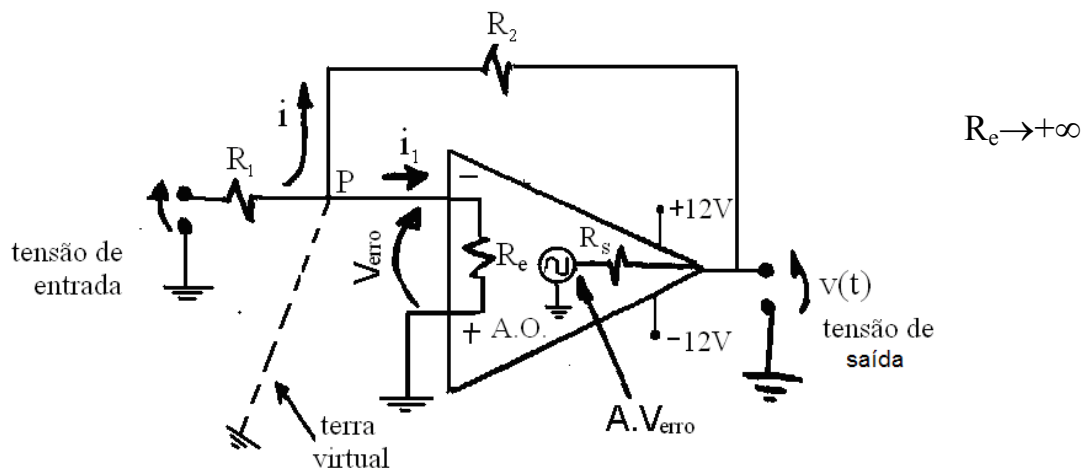 R₂
Rₑ→+∞
i
i₁
R₁
P
−
+12V
tensão de
entrada
Verro
Rₑ
Rₛ
v(t)
+ A.O.
−12V
tensão de
saída
A.Verro
terra
virtual